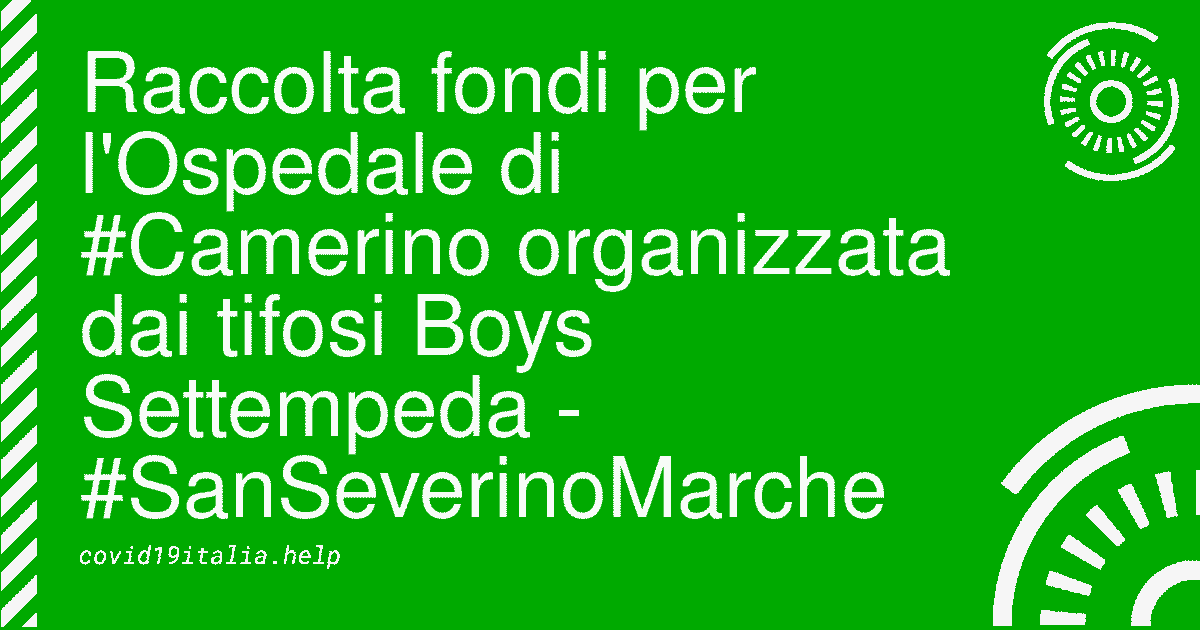 Raccolta fondi per
l'Ospedale di
#Camerino organizzata
dai tifosi Boys
Settempeda -
#SanSeverinoMarche
covid19italia.help